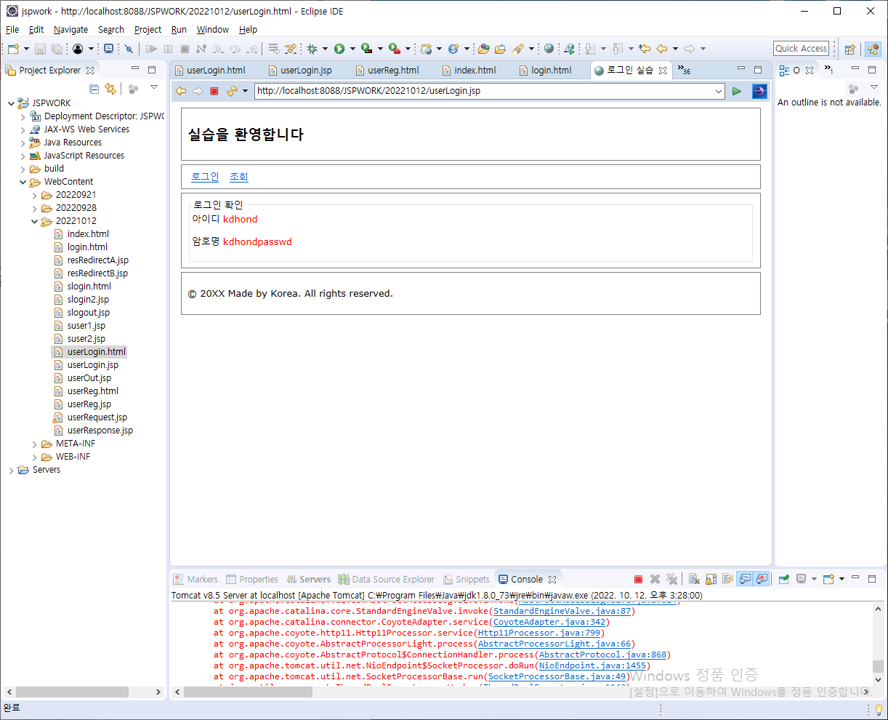 jspwork - http://localhost:8088/JSPWORK/20221012/userLogin.html - Eclipse IDE
File Edit Navigate Search Project Run Window Help
Quick Access
Project Explorer
userLogin.html userLogin.jsp userReg.html index.html login.html 로그인 실습 »36
O »1
http://localhost:8088/JSPWORK/20221012/userLogin.jsp
An outline is not available.
JSPWORK
Deployment Descriptor: JSPWC
JAX-WS Web Services
Java Resources
JavaScript Resources
build
WebContent
20220921
20220928
20221012
index.html
login.html
resRedirectA.jsp
resRedirectB.jsp
slogin.html
slogin2.jsp
slogout.jsp
suser1.jsp
suser2.jsp
userLogin.html
userLogin.jsp
userOut.jsp
userReg.html
userReg.jsp
userRequest.jsp
userResponse.jsp
META-INF
WEB-INF
Servers
실습을 환영합니다
로그인 조회
로그인 확인
아이디 kdhond
암호명 kdhondpasswd
© 20XX Made by Korea. All rights reserved.
Markers Properties Servers Data Source Explorer Snippets Console
Tomcat v8.5 Server at localhost [Apache Tomcat] C:₩Program Files₩Java₩jdk1.8.0_73₩jre₩bin₩javaw.exe (2022. 10. 12. 오후 3:28:00)
at org.apache.catalina.core.StandardEngineValve.invoke(StandardEngineValve.java:87)
at org.apache.catalina.connector.CoyoteAdapter.service(CoyoteAdapter.java:342)
at org.apache.coyote.http11.Http11Processor.service(Http11Processor.java:799)
at org.apache.coyote.AbstractProcessorLight.process(AbstractProcessorLight.java:66)
at org.apache.coyote.AbstractProtocol$ConnectionHandler.process(AbstractProtocol.java:868)
at org.apache.tomcat.util.net.NioEndpoint$SocketProcessor.doRun(NioEndpoint.java:1455)
at org.apache.tomcat.util.net.SocketProcessorBase.run(SocketProcessorBase.java:49)
Windows 정품 인증
[설정]으로 이동하여 Windows를 정품 인증합니다.
완료